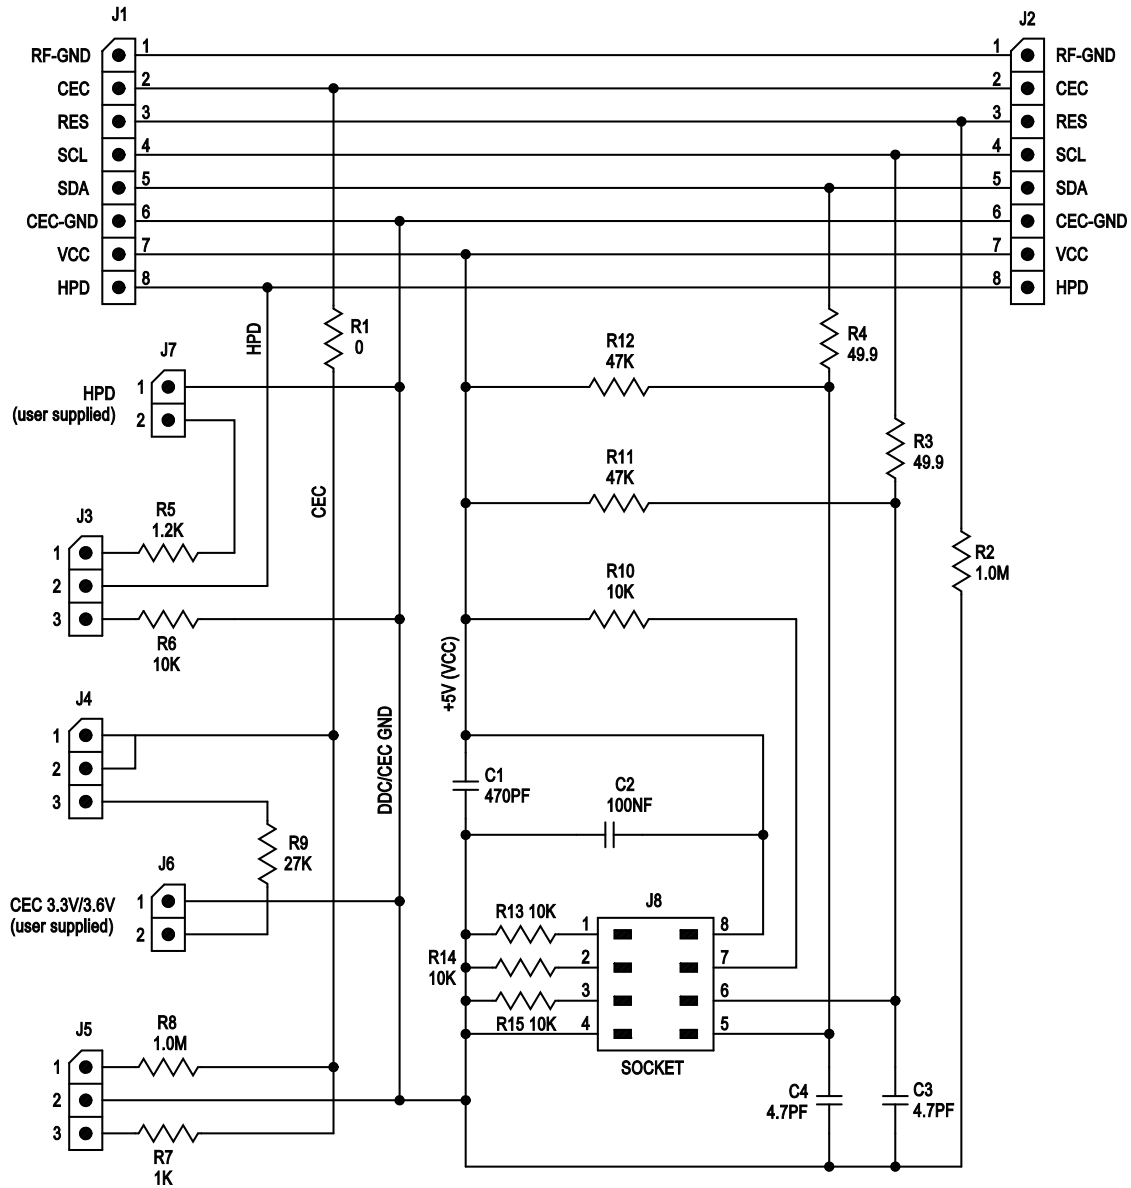 J1
J2
RF-GND 1 1 RF-GND
CEC 2 2 CEC
RES 3 3 RES
SCL 4 4 SCL
SDA 5 5 SDA
CEC-GND 6 6 CEC-GND
VCC 7 7 VCC
HPD 8 8 HPD
HPD
R1
0
R12
47K
R4
49.9
J7
HPD
(user supplied)
1
2
R11
47K
R3
49.9
CEC
J3
R5
1.2K
1
2
3
R6
10K
R10
10K
R2
1.0M
+5V (VCC)
DDC/CEC GND
J4
1
2
3
C1
470PF
C2
100NF
R9
27K
J6
CEC 3.3V/3.6V
(user supplied)
1
2
J8
R13 10K
R14
10K
R15 10K
1 8
2 7
3 6
4 5
SOCKET
J5
R8
1.0M
1
2
3
R7
1K
C4
4.7PF
C3
4.7PF